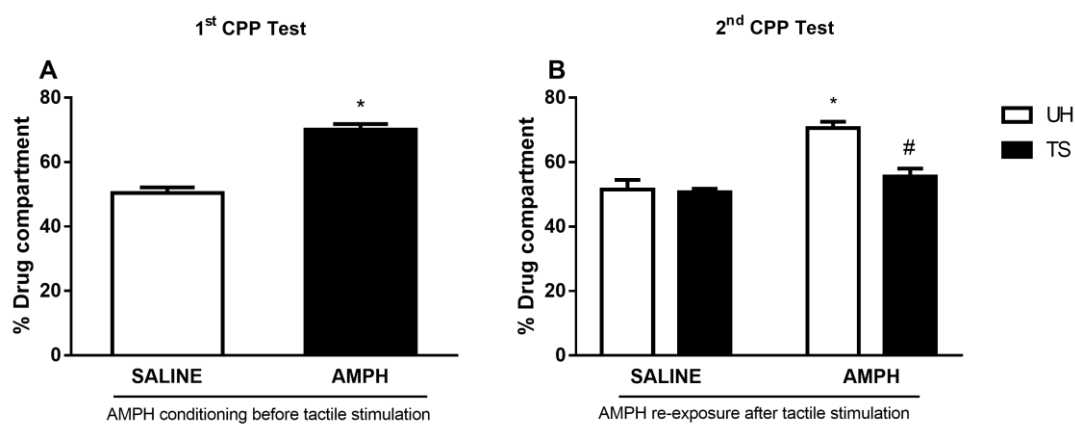 1st CPP Test
A
80
60
40
20
0
% Drug compartment
*
SALINE AMPH
AMPH conditioning before tactile stimulation
2nd CPP Test
B
80
60
40
20
0
% Drug compartment
*
#
SALINE AMPH
AMPH re-exposure after tactile stimulation
UH
TS